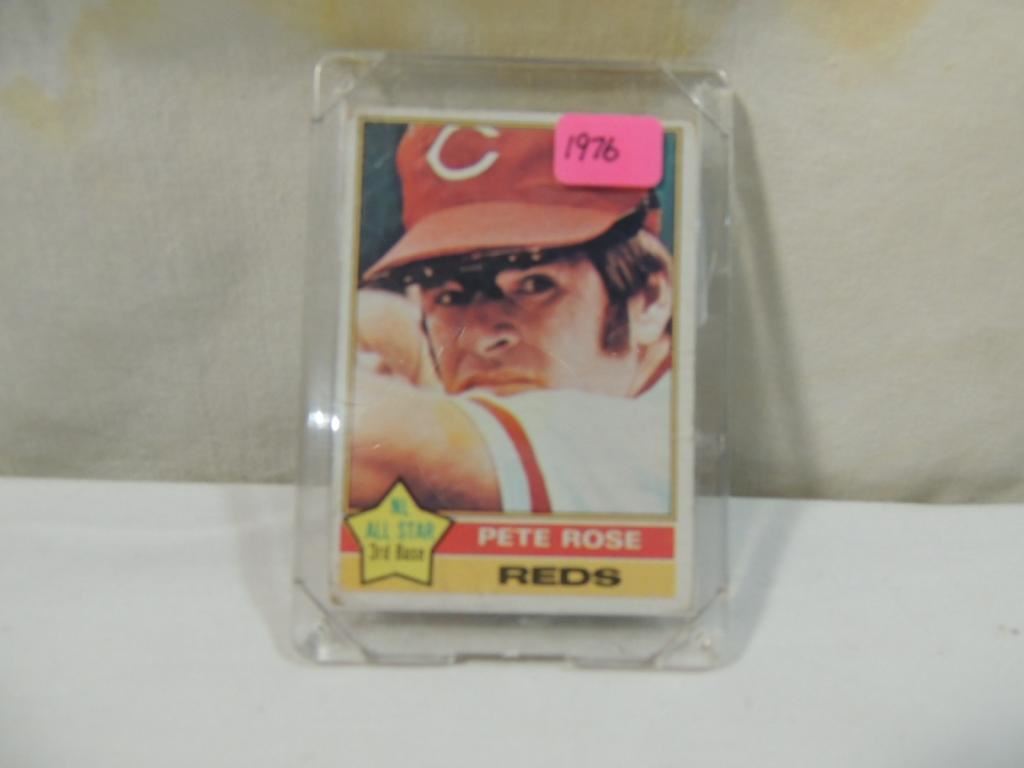 C
1976
NL
ALL STAR
3rd Base
PETE ROSE
REDS